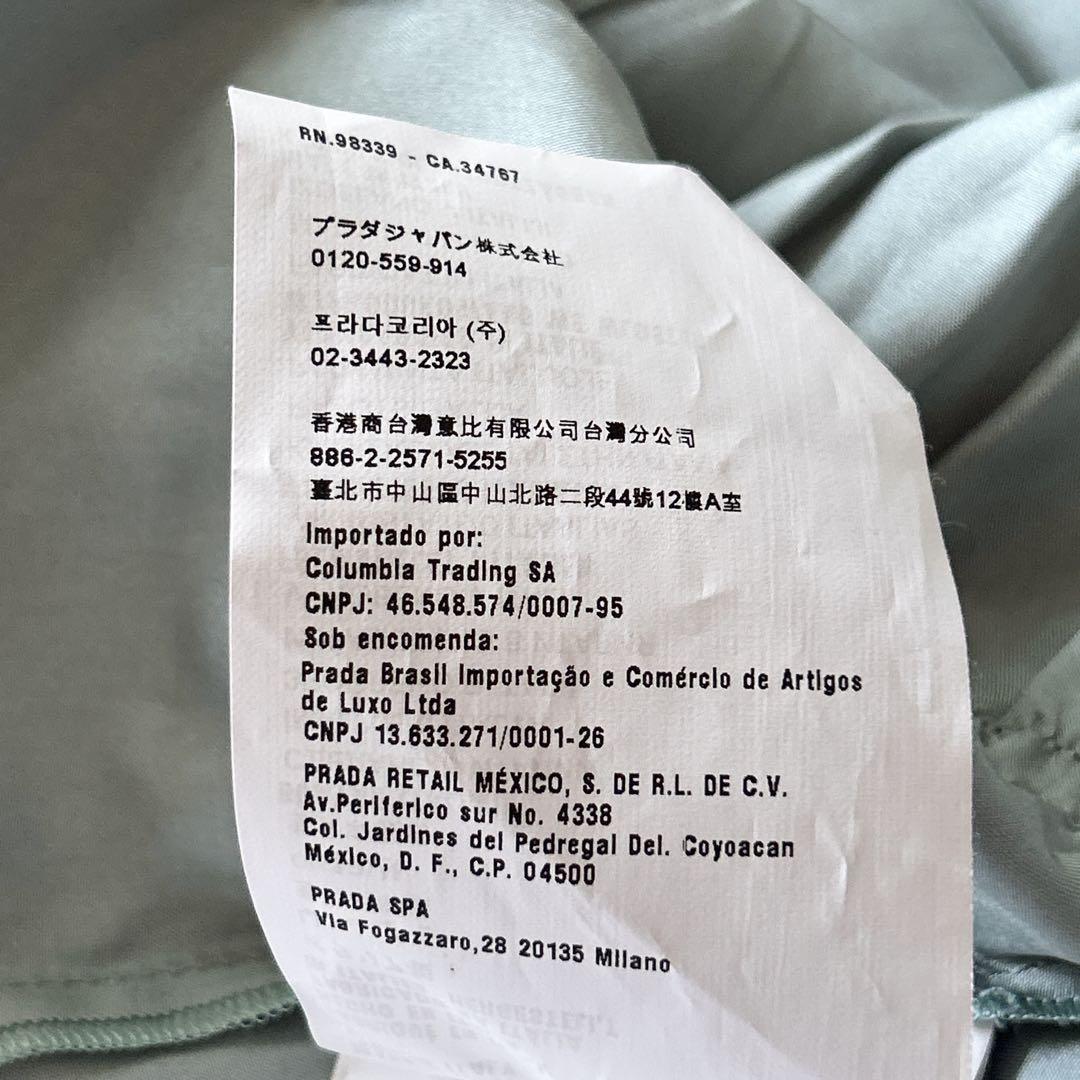 RN.98339 - CA.34767
プラダジャパン株式会社
0120-559-914
프라다코리아 (주)
02-3443-2323
香港商台灣意比有限公司台灣分公司
886-2-2571-5255
臺北市中山區中山北路二段44號12樓A至
Importado por:
Columbia Trading SA
CNPJ: 46.548.574/0007-95
Sob encomenda:
Prada Brasil Importação e Comércio de Artigos
de Luxo Ltda
CNPJ 13.633.271/0001-26
PRADA RETAIL MÉXICO, S. DE R.L. DE C.V.
Av.Periferico sur No. 4338
Col. Jardines del Pedregal Del. Coyoacan
México, D. F., C.P. 04500
PRADA SPA
Via Fogazzaro,28 20135 Milano